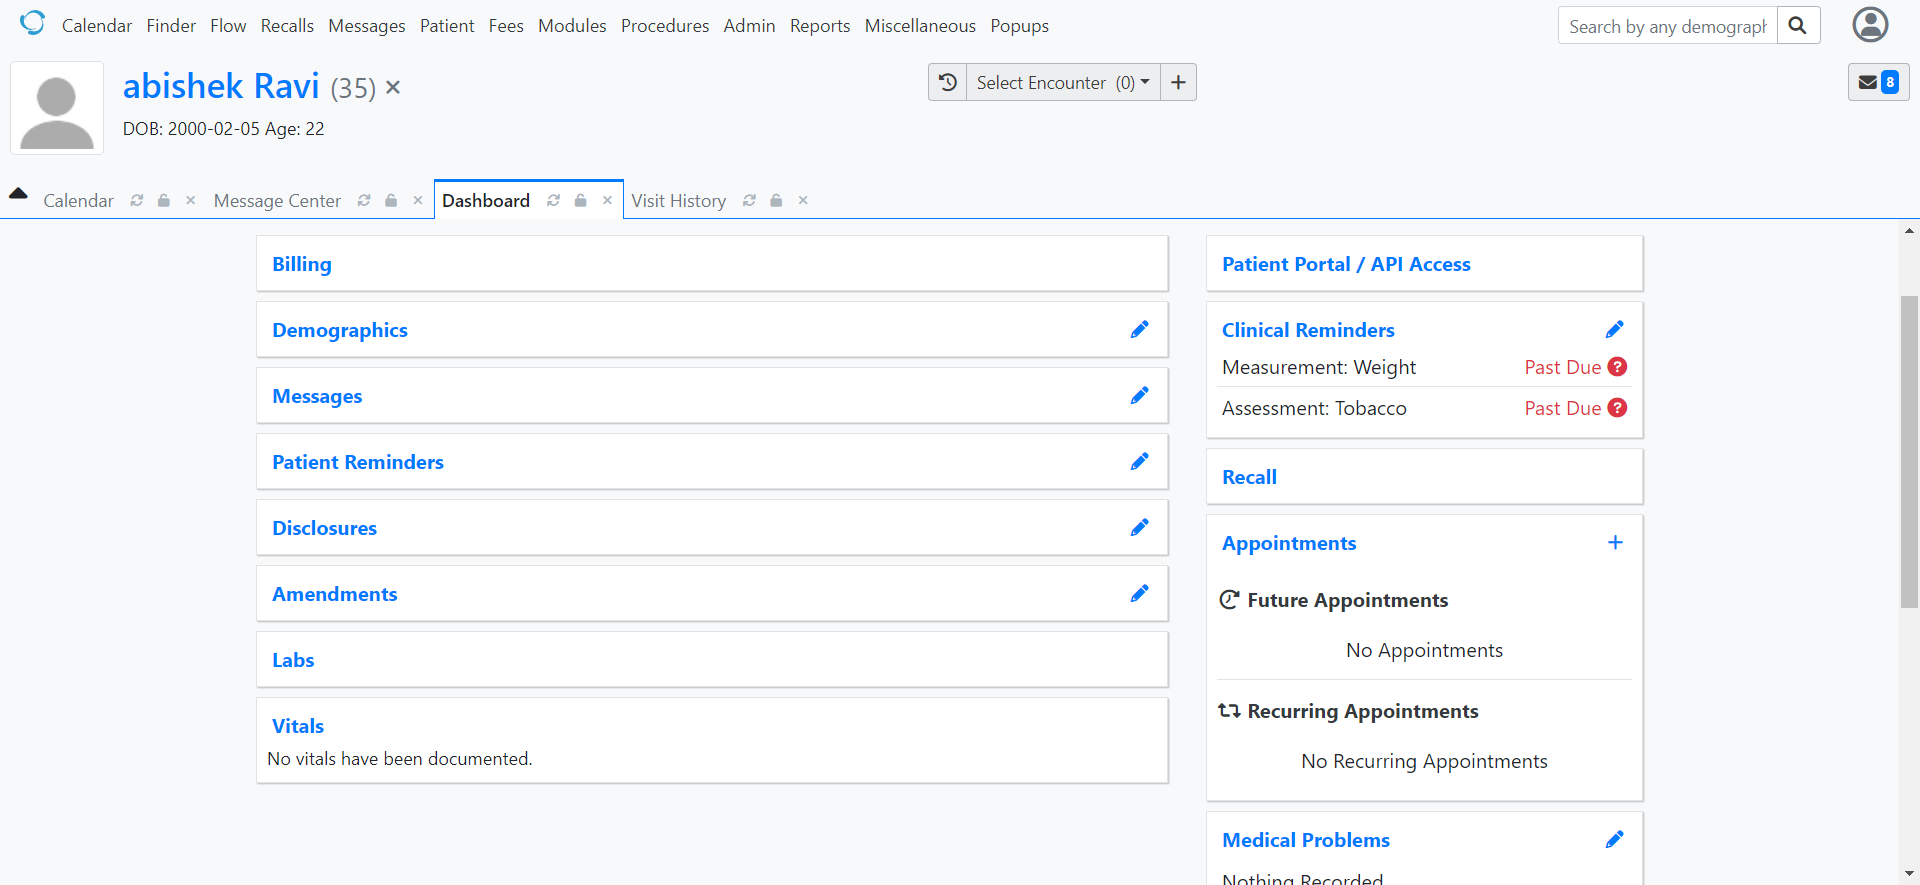 Calendar Finder Flow Recalls Messages Patient Fees Modules Procedures Admin Reports Miscellaneous Popups
Search by any demograph
abishek Ravi (35)
DOB: 2000-02-05 Age: 22
Select Encounter (0)
8
Calendar Message Center Dashboard Visit History
Billing
Demographics
Messages
Patient Reminders
Disclosures
Amendments
Labs
Vitals
No vitals have been documented.
Patient Portal / API Access
Clinical Reminders
Measurement: Weight Past Due
Assessment: Tobacco Past Due
Recall
Appointments
Future Appointments
No Appointments
Recurring Appointments
No Recurring Appointments
Medical Problems
Nothing Recorded